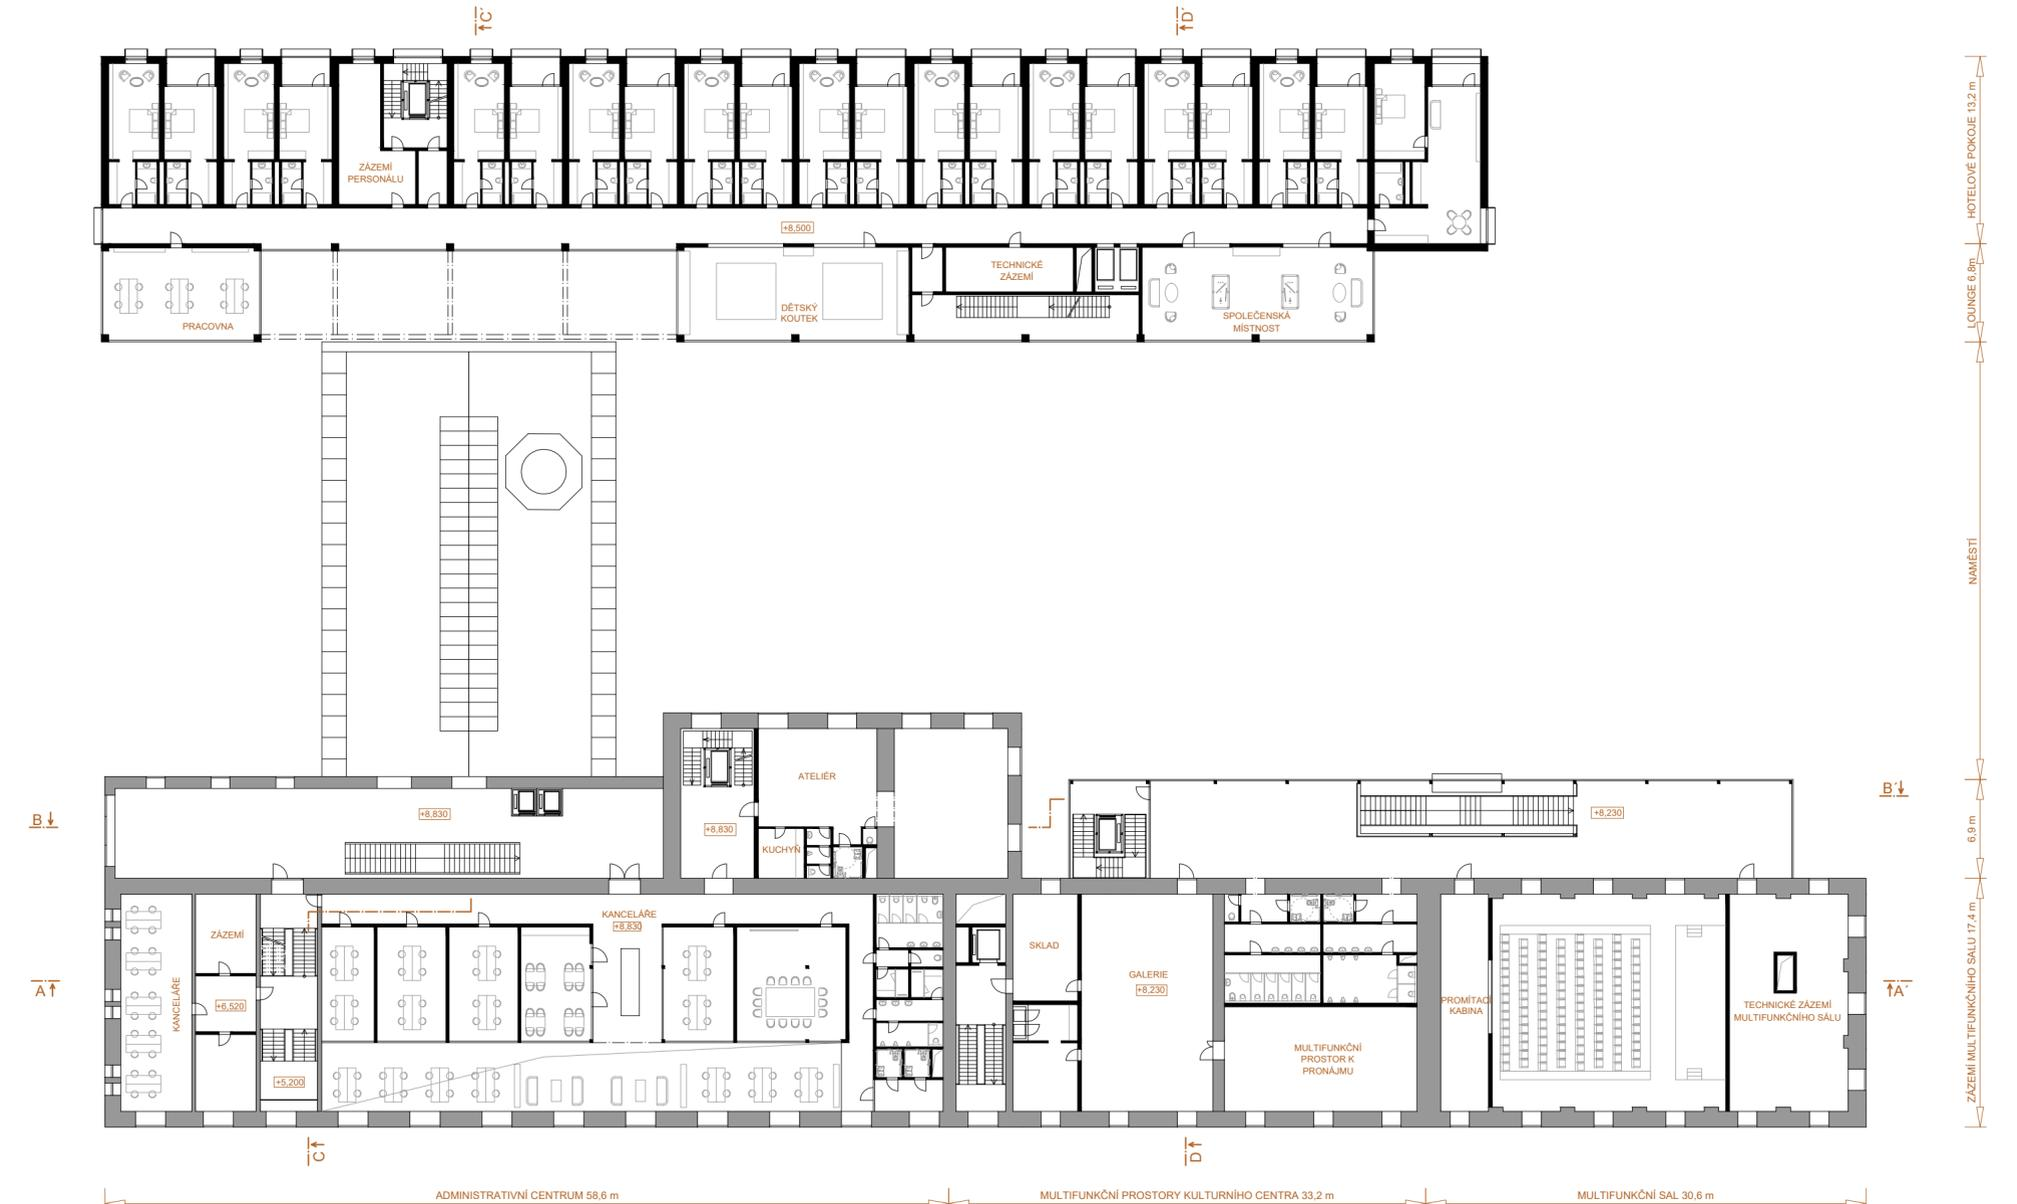 C´
D´
ZÁZEMÍ
PERSONÁLU
HOTELOVÉ POKOJE 13,2 m
+8,500
TECHNICKÉ
ZÁZEMÍ
DĚTSKÝ
KOUTEK
PRACOVNA
SPOLEČENSKÁ
MÍSTNOST
LOUNGE 6,8m
NAMĚSTÍ
ATELIÉR
B
+8,830
+8,830
KUCHYŇ
+8,230
B´
6,9 m
KANCELÁŘE
+8,830
ZÁZEMÍ
SKLAD
KANCELÁŘE
A
+6,520
GALERIE
+8,230
PROMÍTACÍ
KABINA
TECHNICKÉ ZÁZEMÍ
MULTIFUNKČNÍHO SÁLU
A´
MULTIFUNKČNÍ
PROSTOR K
PRONÁJMU
+5,200
ZÁZEMÍ MULTIFUNKČNÍHO SALU 17,4 m
C
D
ADMINISTRATIVNÍ CENTRUM 58,6 m
MULTIFUNKČNÍ PROSTORY KULTURNÍHO CENTRA 33,2 m
MULTIFUNKČNÍ SAL 30,6 m